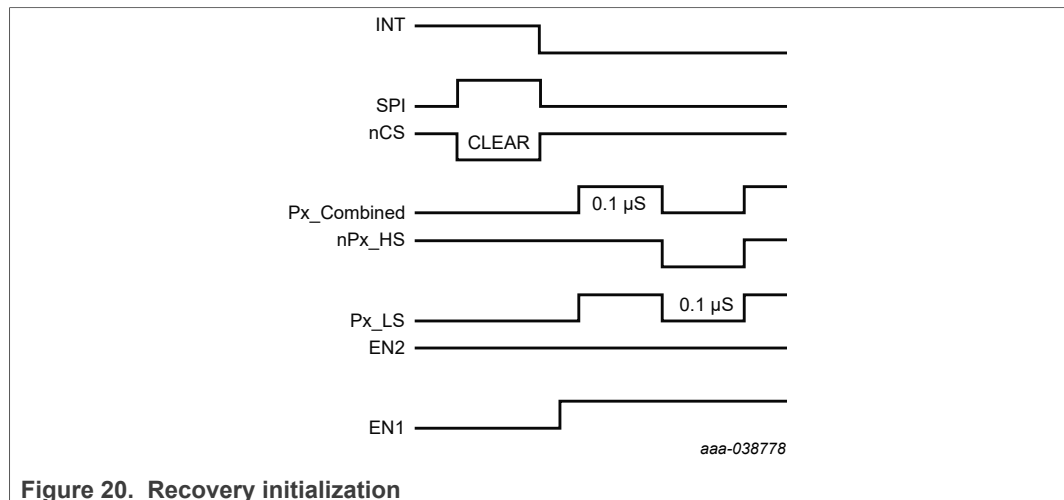 INT
SPI
nCS
CLEAR
Px_Combined
0.1 µS
nPx_HS
Px_LS
0.1 µS
EN2
EN1
aaa-038778
Figure 20. Recovery initialization